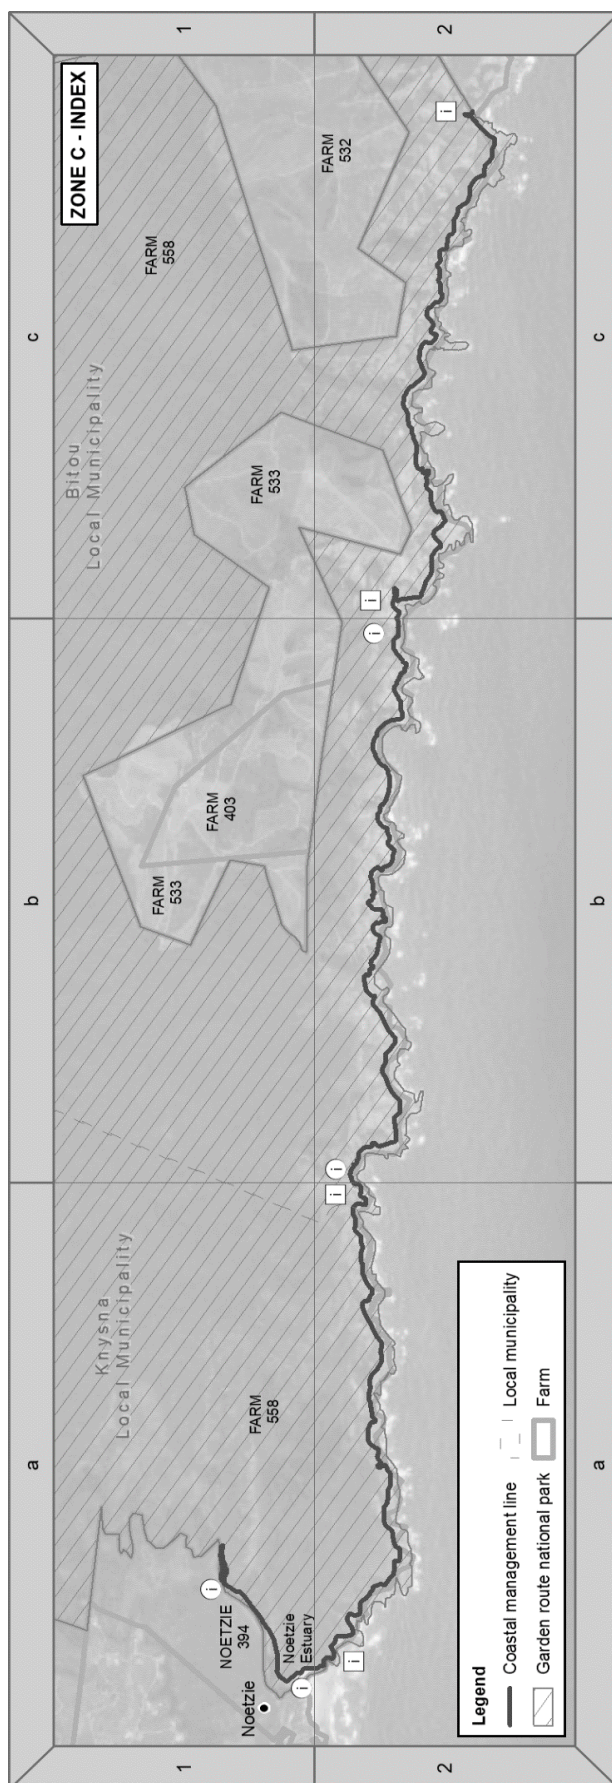 ZONE C - INDEX
a
b
c
1
1
Knysna
Local Municipality
Bitou
Local Municipality
FARM
558
FARM
533
FARM
403
FARM
533
FARM
558
FARM
532
NOETZIE
394
Noetzie
Noetzie
Estuary
i
i
i
i
i
i
i
i
2
2
Legend
Coastal management line
Local municipality
Garden route national park
Farm
a
b
c